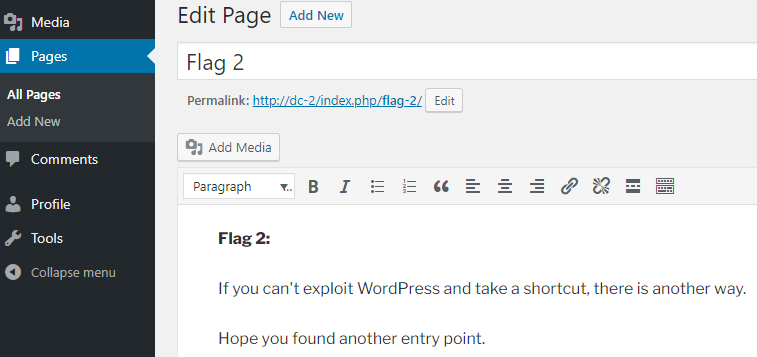 Media
Pages
All Pages
Add New
Comments
Profile
Tools
Collapse menu
Edit Page Add New
Flag 2
Permalink: http://dc-2/index.php/flag-2/ Edit
Add Media
Paragraph
Flag 2:
If you can't exploit WordPress and take a shortcut, there is another way.
Hope you found another entry point.